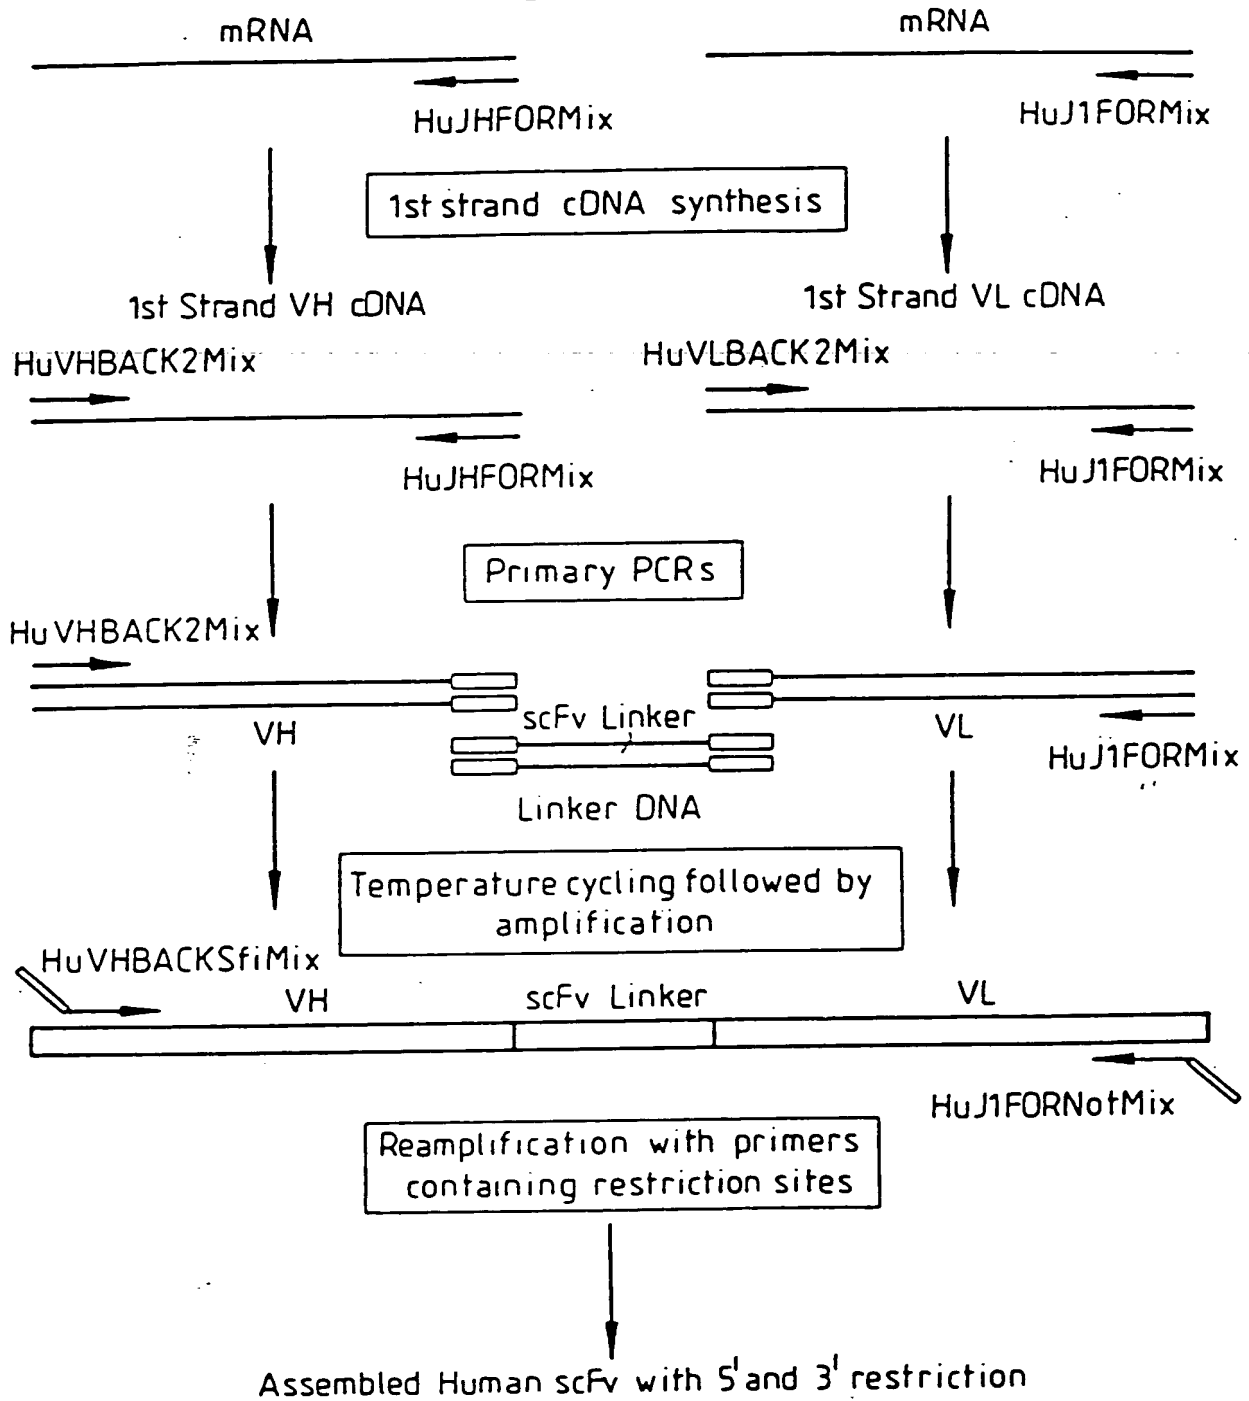 mRNA
mRNA
HuJHFORMix
HuJ1FORMix
1st strand cDNA synthesis
1st Strand VH cDNA
1st Strand VL cDNA
HuVHBACK2Mix
HuVLBACK2Mix
HuJHFORMix
HuJ1FORMix
Primary PCRs
HuVHBACK2Mix
scFv Linker
VH
VL
HuJ1FORMix
Linker DNA
Temperature cycling followed by
amplification
HuVHBACKSfiMix
VH
scFv Linker
VL
HuJ1FORNotMix
Reamplification with primers
containing restriction sites
Assembled Human scFv with 5' and 3' restriction